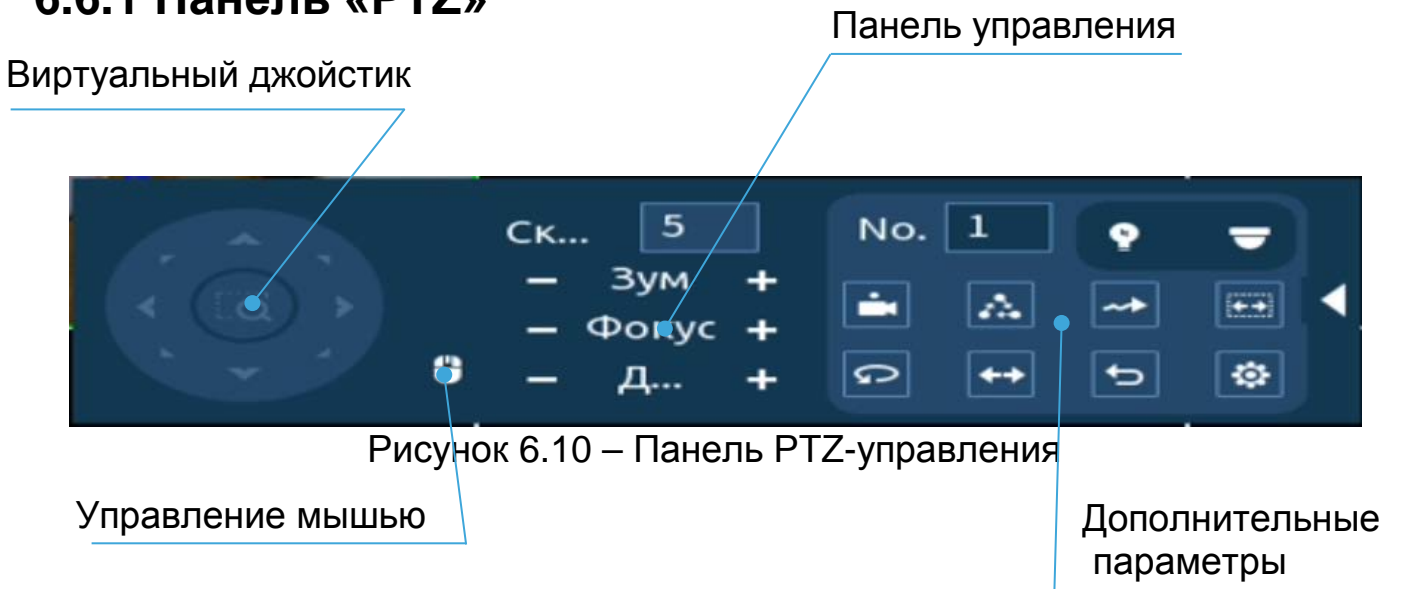 6.6.1 Панель «PTZ»
Панель управления
Виртуальный джойстик
Ск... 5
No. 1
– Зум +
– Фокус +
– Д... +
Рисунок 6.10 – Панель PTZ-управления
Управление мышью
Дополнительные
параметры